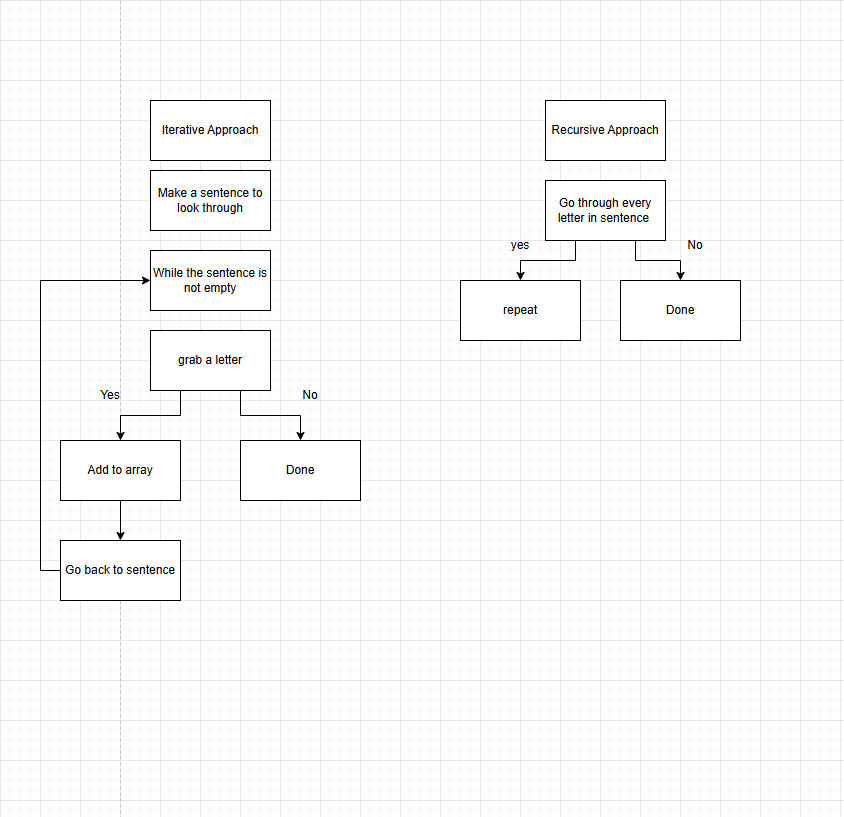 Iterative Approach
Make a sentence to
look through
While the sentence is
not empty
grab a letter
Yes
No
Add to array
Done
Go back to sentence
Recursive Approach
Go through every
letter in sentence
yes
No
repeat
Done